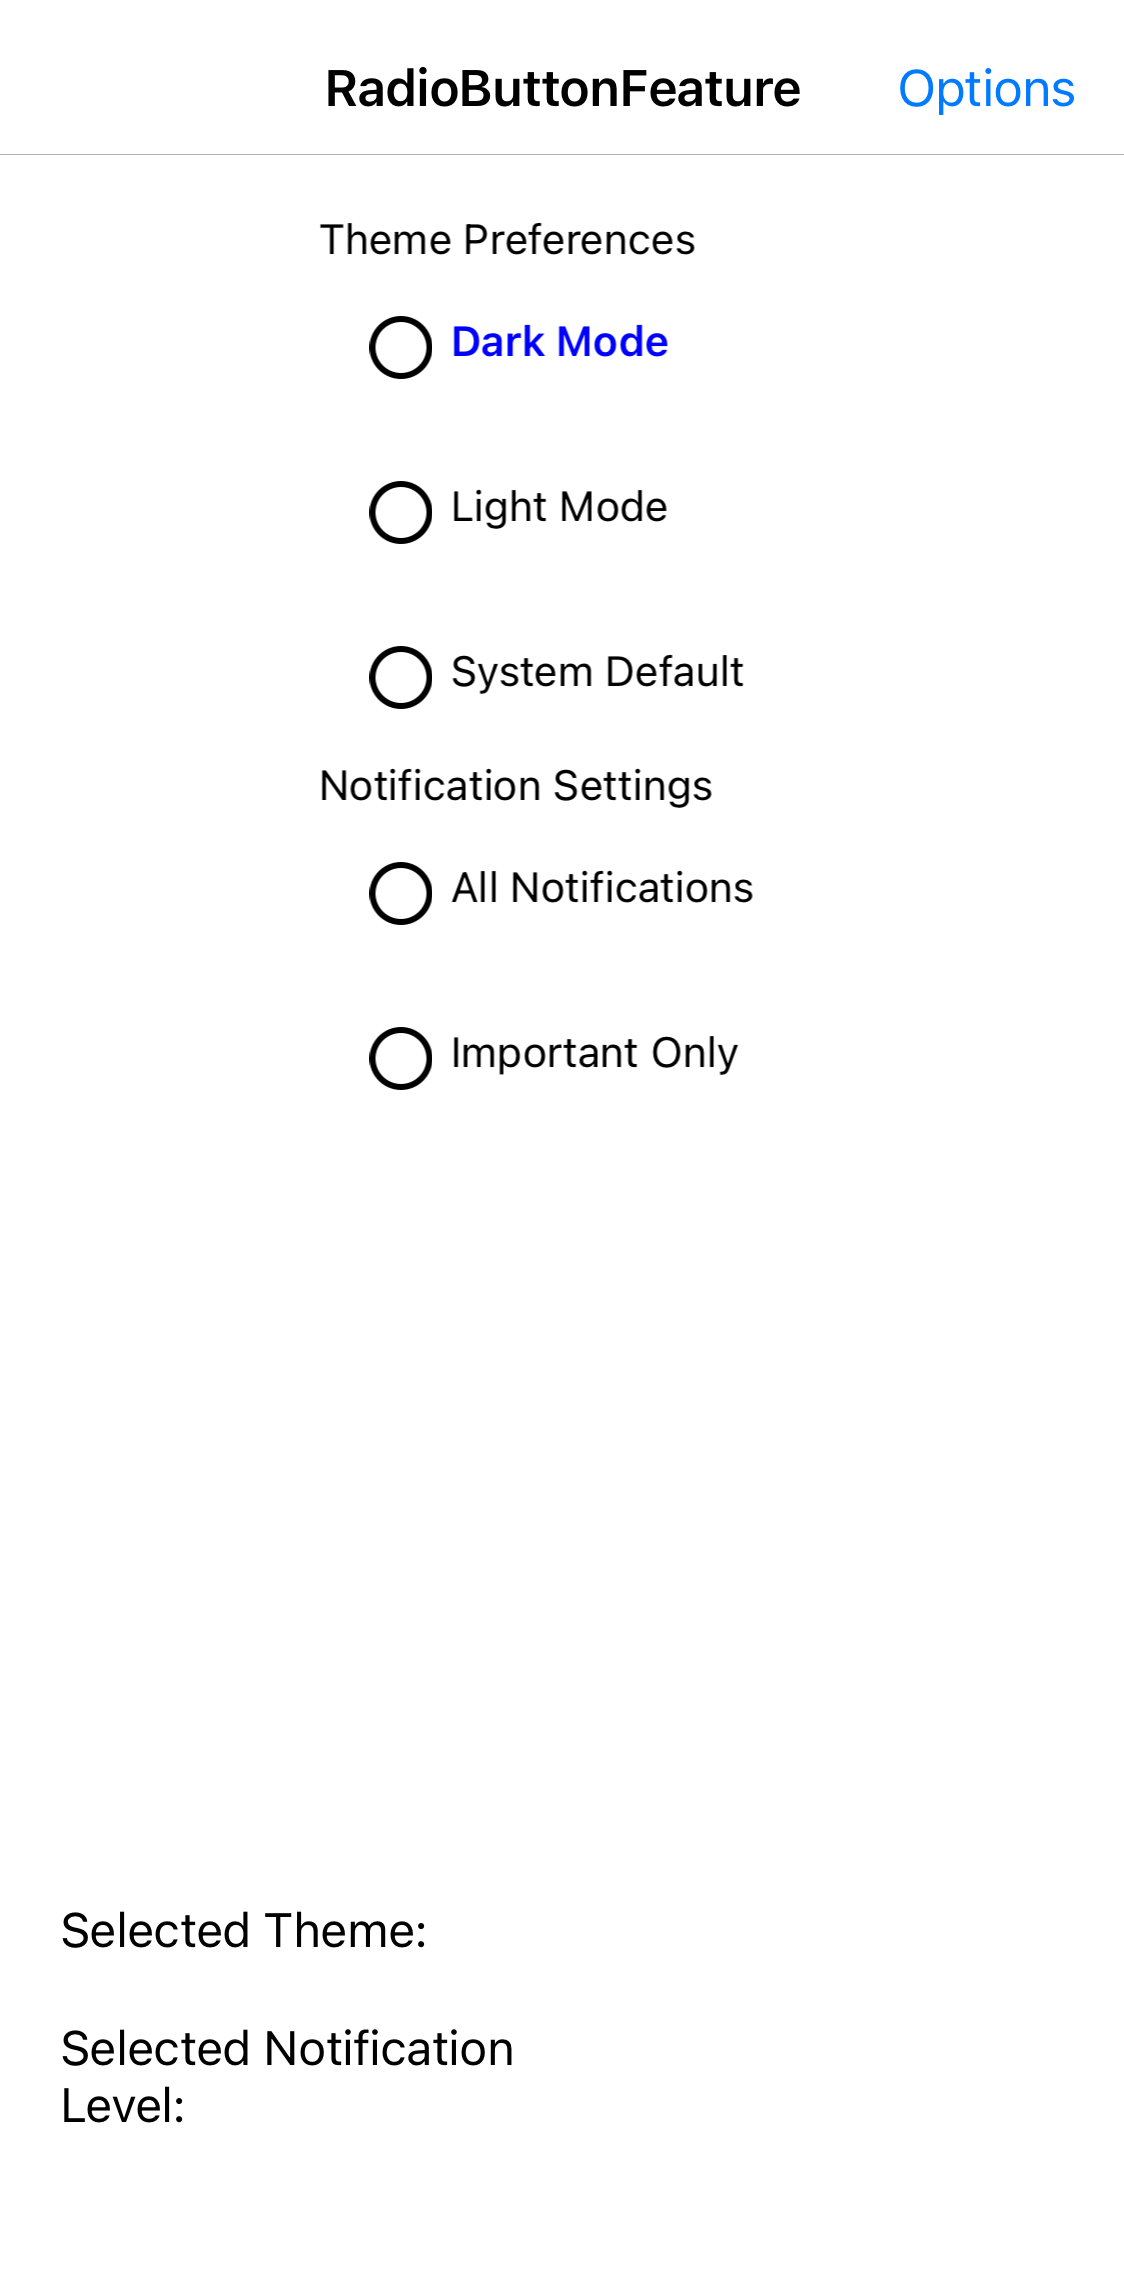 RadioButtonFeature
Options
Theme Preferences
Dark Mode
Light Mode
System Default
Notification Settings
All Notifications
Important Only
Selected Theme:
Selected Notification
Level: